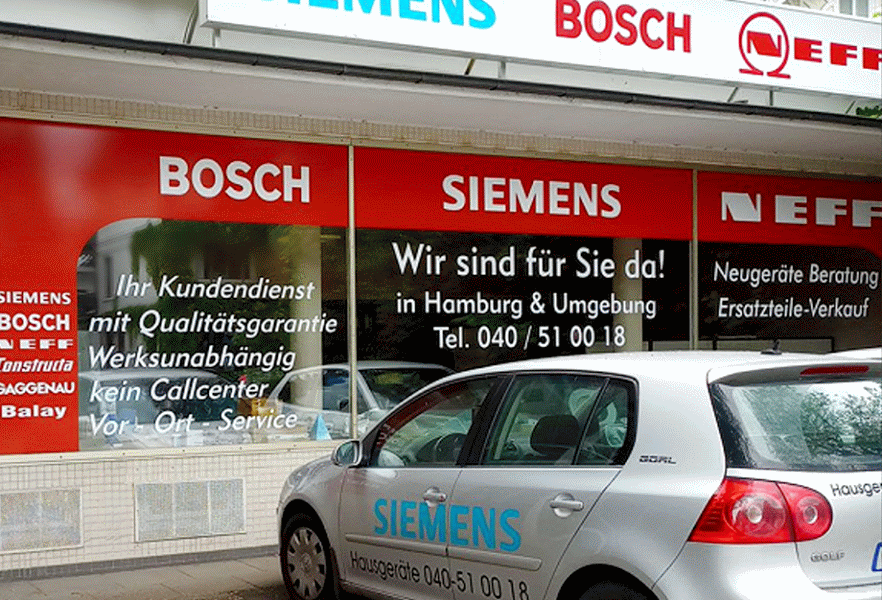 SIEMENS
BOSCH
NEFF
BOSCH
SIEMENS
NEFF
Ihr Kundendienst
mit Qualitätsgarantie
Werksunabhängig
kein Callcenter
Vor - Ort - Service
Wir sind für Sie da!
in Hamburg & Umgebung
Tel. 040 / 51 00 18
Neugeräte Beratung
Ersatzteile-Verkauf
SIEMENS
BOSCH
NEFF
Constructa
GAGGENAU
Balay
SIEMENS
Hausgeräte 040-51 00 18
GOAL
GOLF